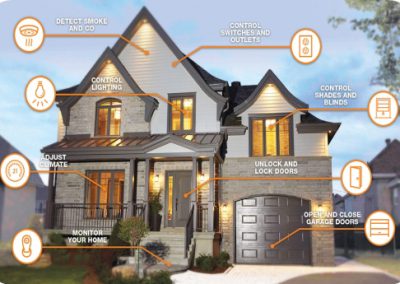 DETECT SMOKE
AND CO
CONTROL
SWITCHES AND
OUTLETS
CONTROL
LIGHTING
CONTROL
SHADES AND
BLINDS
ADJUST
CLIMATE
UNLOCK AND
LOCK DOORS
MONITOR
YOUR HOME
OPEN AND CLOSE
GARAGE DOORS